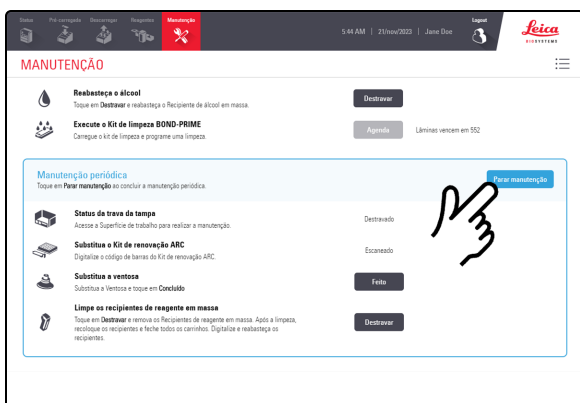 Status Pré-carregada Descarregar Reagentes Manutenção
5:44 AM | 21/nov/2023 | Jane Doe
Logout
Leica
BIOSYSTEMS
MANUTENÇÃO
Reabasteça o álcool
Toque em Destravar e reabasteça o Recipiente de álcool em massa.
Destravar
Execute o Kit de limpeza BOND-PRIME
Carregue o kit de limpeza e programe uma limpeza.
Agenda
Lâminas vencem em 552
Manutenção periódica
Toque em Parar manutenção ao concluir a manutenção periódica.
Parar manutenção
Status da trava da tampa
Acesse a Superfície de trabalho para realizar a manutenção.
Destravado
Substitua o Kit de renovação ARC
Digitalize o código de barras do Kit de renovação ARC.
Escaneado
Substitua a ventosa
Substitua a Ventosa e toque em Concluído
Feito
Limpe os recipientes de reagente em massa
Toque em Destravar e remova os Recipientes de reagente em massa. Após a limpeza,
recoloque os recipientes e feche todos os carrinhos. Digitalize e reabasteça os
recipientes.
Destravar